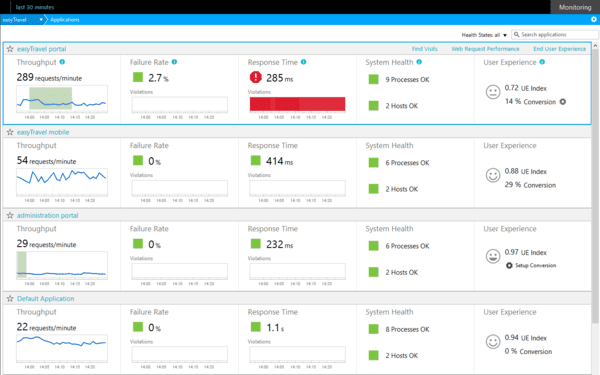 last 30 minutes
Monitoring
easyTravel
Applications
Health States: all
Search applications
easyTravel portal
Find Visits Web Request Performance End User Experience
Throughput Failure Rate Response Time System Health User Experience
289 requests/minute 2.7 % 285 ms 9 Processes OK 0.72 UE Index
Violations Violations 2 Hosts OK 14 % Conversion
14:00 14:05 14:10 14:15 14:20 14:00 14:05 14:10 14:15 14:20 14:00 14:05 14:10 14:15 14:20
easyTravel mobile
Throughput Failure Rate Response Time System Health User Experience
54 requests/minute 0 % 414 ms 6 Processes OK 0.88 UE Index
Violations Violations 2 Hosts OK 29 % Conversion
14:00 14:05 14:10 14:15 14:20 14:00 14:05 14:10 14:15 14:20 14:00 14:05 14:10 14:15 14:20
administration portal
Throughput Failure Rate Response Time System Health User Experience
29 requests/minute 0 % 232 ms 6 Processes OK 0.97 UE Index
Violations Violations 2 Hosts OK Setup Conversion
14:00 14:05 14:10 14:15 14:20 14:00 14:05 14:10 14:15 14:20 14:00 14:05 14:10 14:15 14:20
Default Application
Throughput Failure Rate Response Time System Health User Experience
22 requests/minute 0 % 1.1 s 8 Processes OK 0.94 UE Index
Violations Violations 2 Hosts OK 0 % Conversion
14:00 14:05 14:10 14:15 14:20 14:00 14:05 14:10 14:15 14:20 14:00 14:05 14:10 14:15 14:20